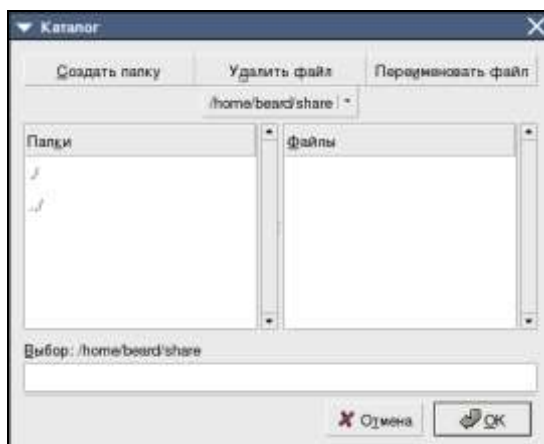 Каталог
Создать папку Удалить файл Переименовать файл
/home/beard/share
Папки Файлы
./
../
Выбор: /home/beard/share
Отмена OK